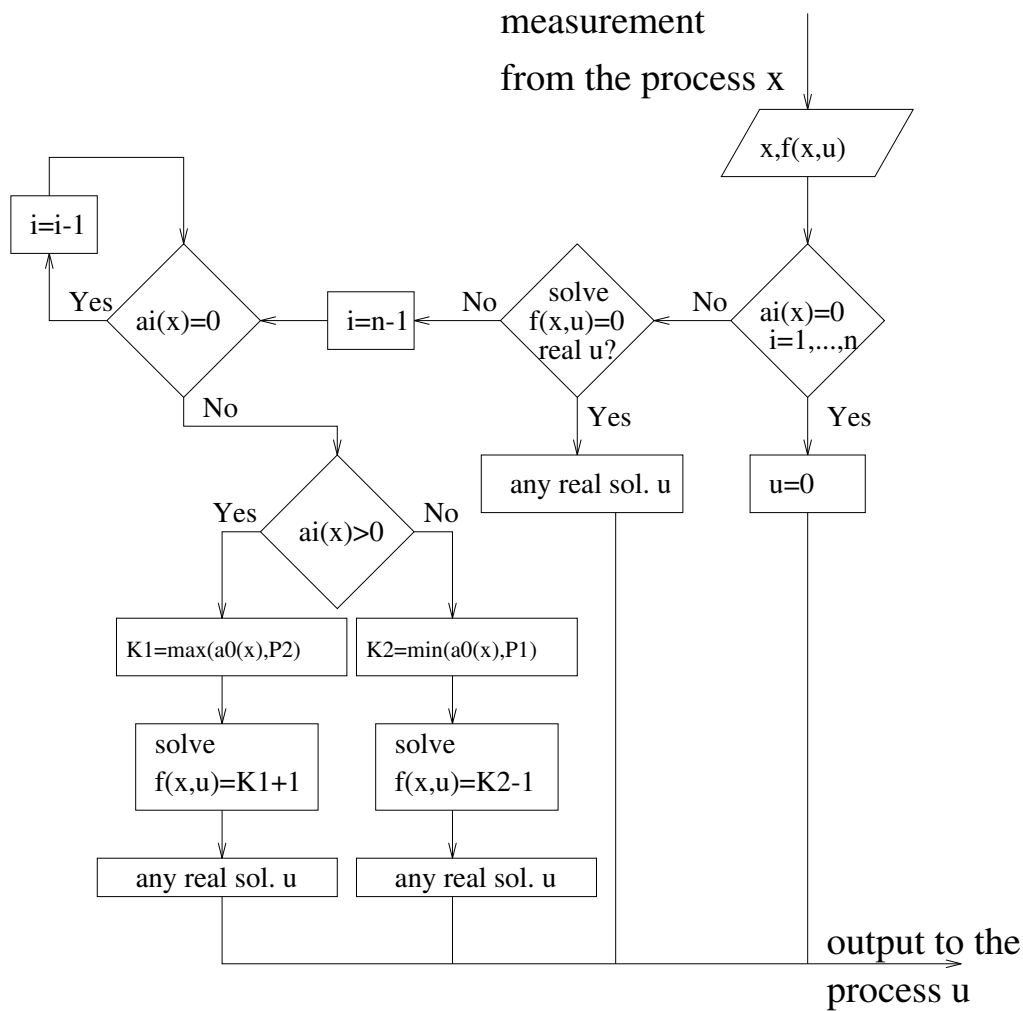 measurement
from the process x
x,f(x,u)
i=i-1
Yes
ai(x)=0
No
i=n-1
No
solve
f(x,u)=0
real u?
Yes
No
ai(x)=0
i=1,...,n
Yes
any real sol. u
u=0
Yes
ai(x)>0
No
K1=max(a0(x),P2)
K2=min(a0(x),P1)
solve
f(x,u)=K1+1
solve
f(x,u)=K2-1
any real sol. u
any real sol. u
output to the
process u